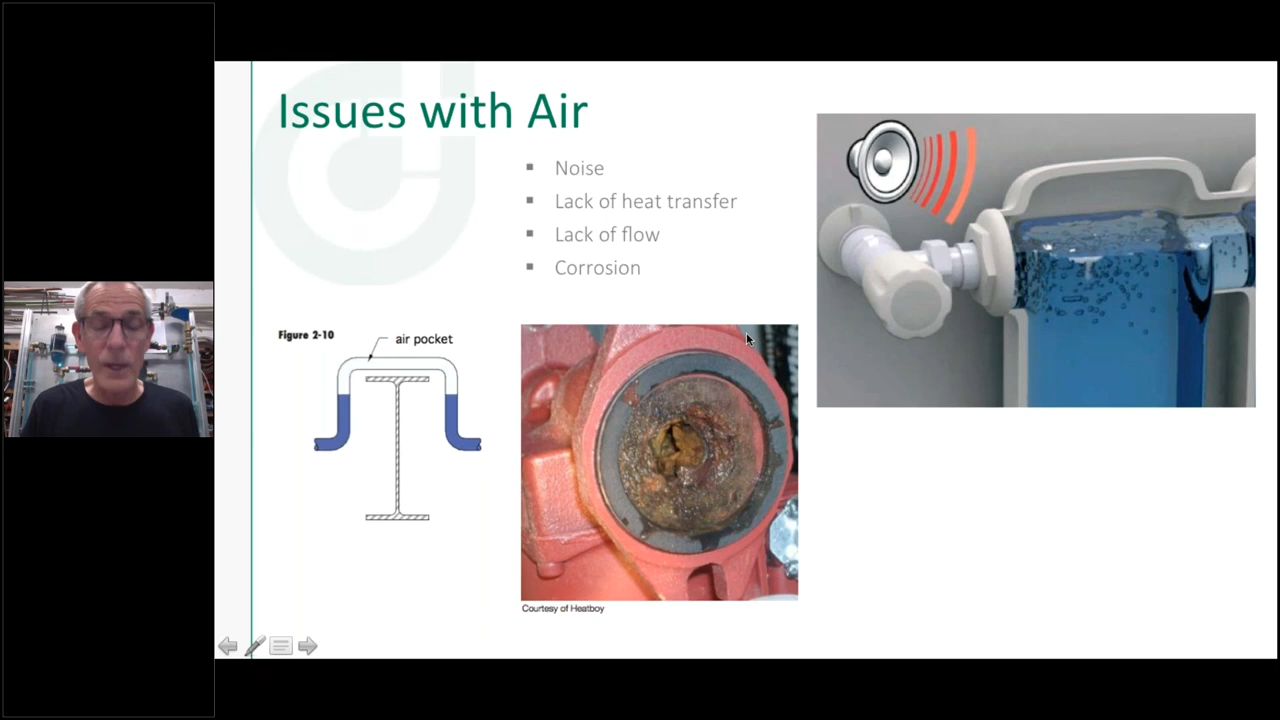 Issues with Air
Noise
Lack of heat transfer
Lack of flow
Corrosion
Figure 2-10
air pocket
Courtesy of Heatboy